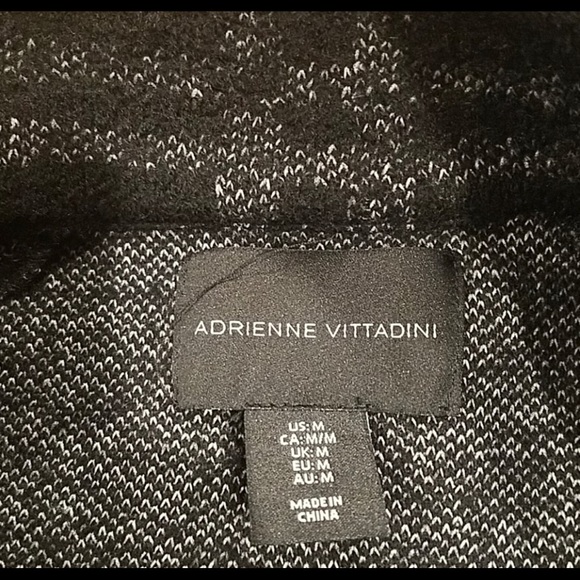 ADRIENNE VITTADINI
US: M
CA: M/M
UK: M
EU: M
AU: M
MADE IN
CHINA